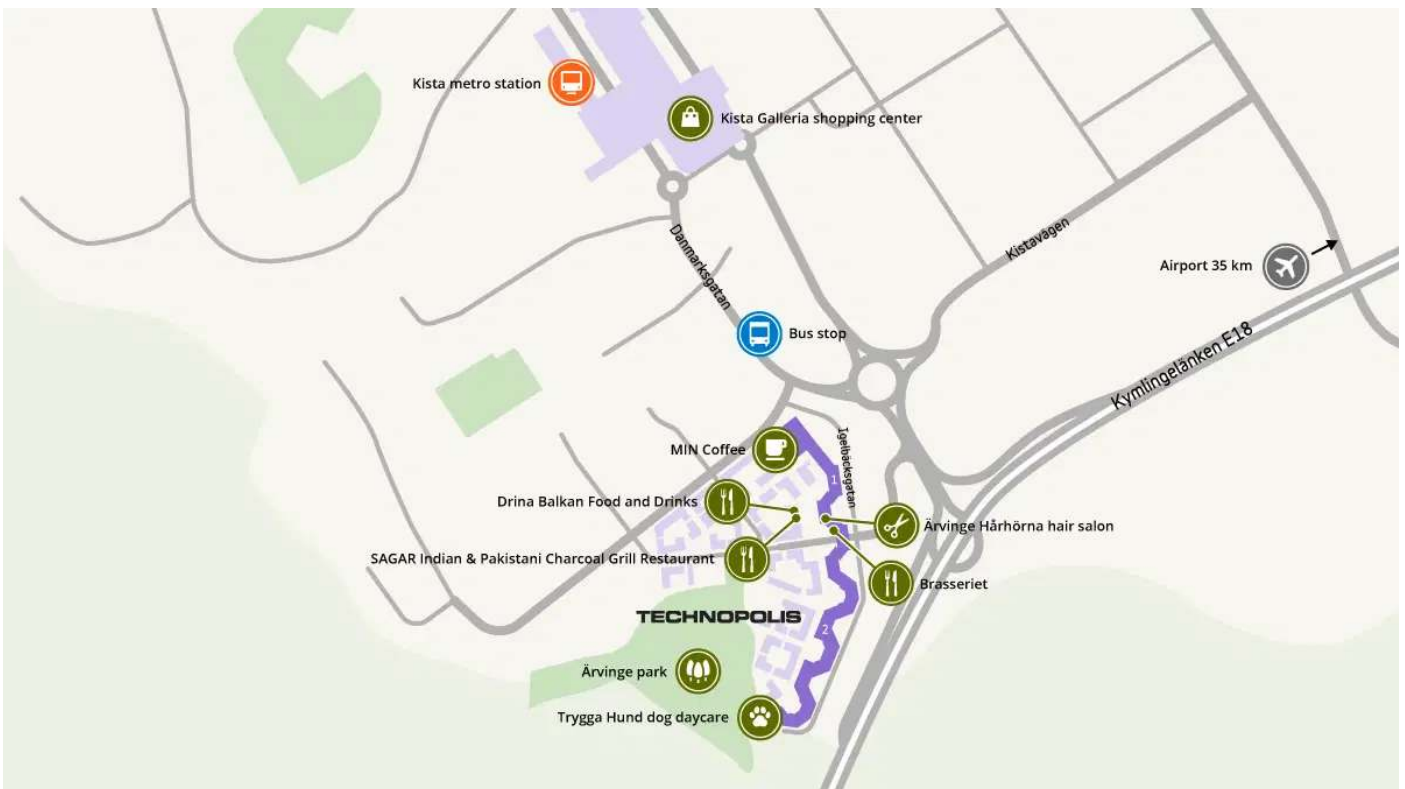 Kista metro station
Kista Galleria shopping center
Danmarksgatan
Kistavägen
Airport 35 km
Bus stop
Kymlingelänken E18
MIN Coffee
Igelbäcksgatan
1
Drina Balkan Food and Drinks
Ärvinge Hårhörna hair salon
SAGAR Indian & Pakistani Charcoal Grill Restaurant
Brasseriet
TECHNOPOLIS
2
Ärvinge park
Trygga Hund dog daycare